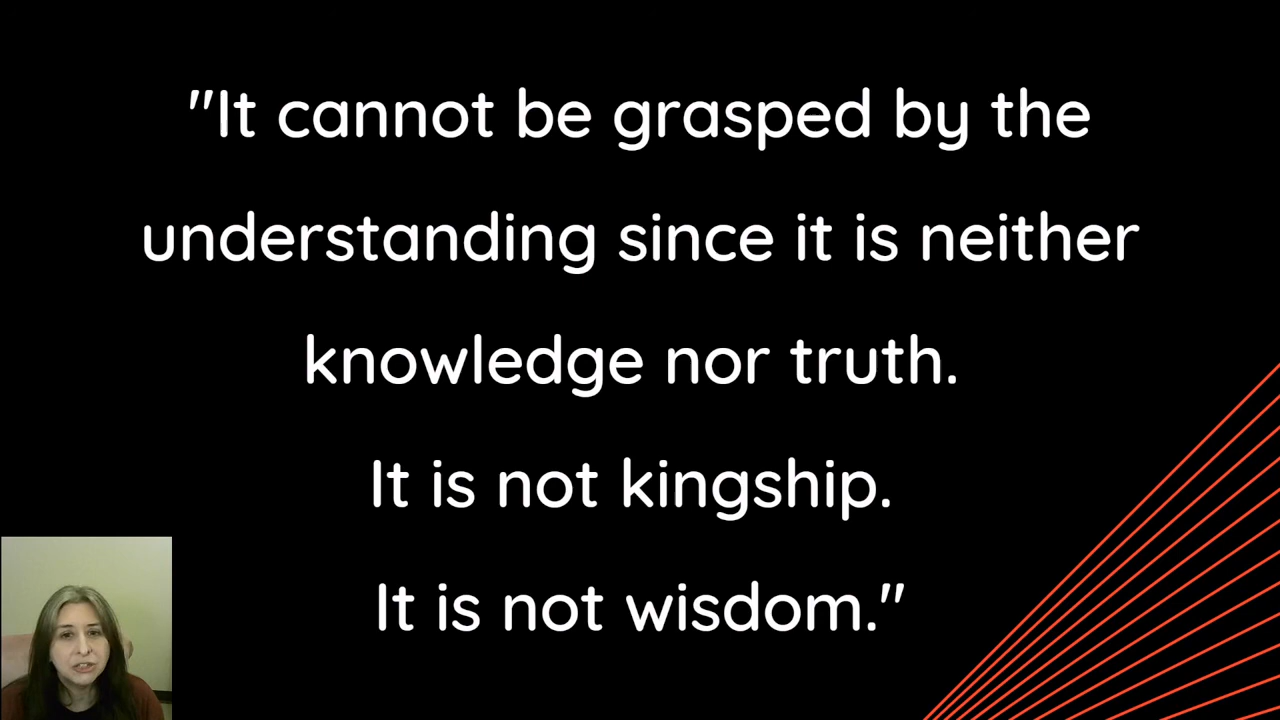 "It cannot be grasped by the
understanding since it is neither
knowledge nor truth.
It is not kingship.
It is not wisdom."